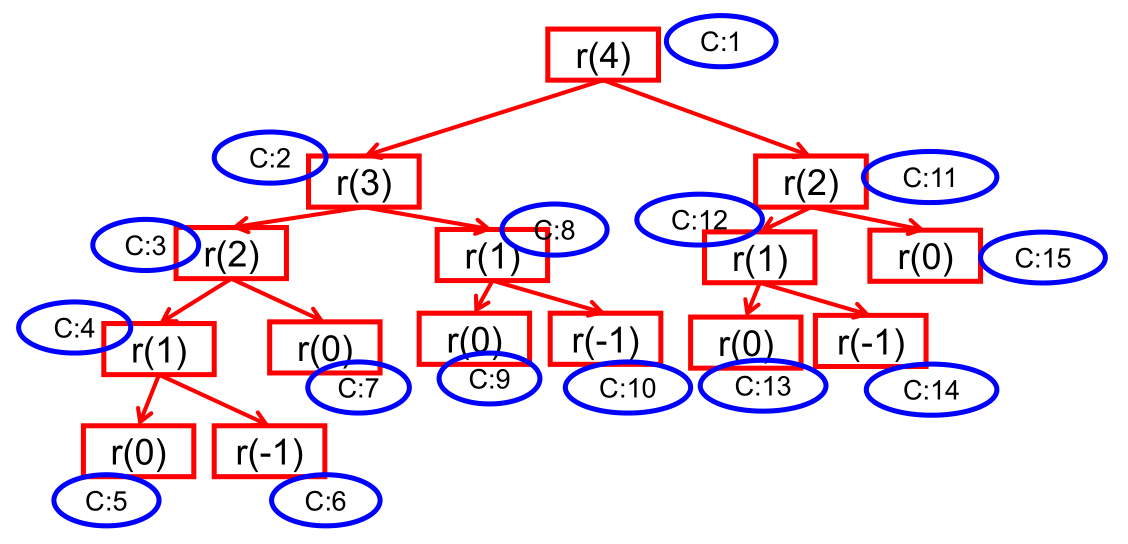 r(4)
C:1
C:2
r(3)
r(2)
C:11
C:3
r(2)
C:8
r(1)
C:12
r(1)
r(0)
C:15
C:4
r(1)
r(0)
C:7
r(0)
C:9
r(-1)
C:10
r(0)
C:13
r(-1)
C:14
r(0)
C:5
r(-1)
C:6